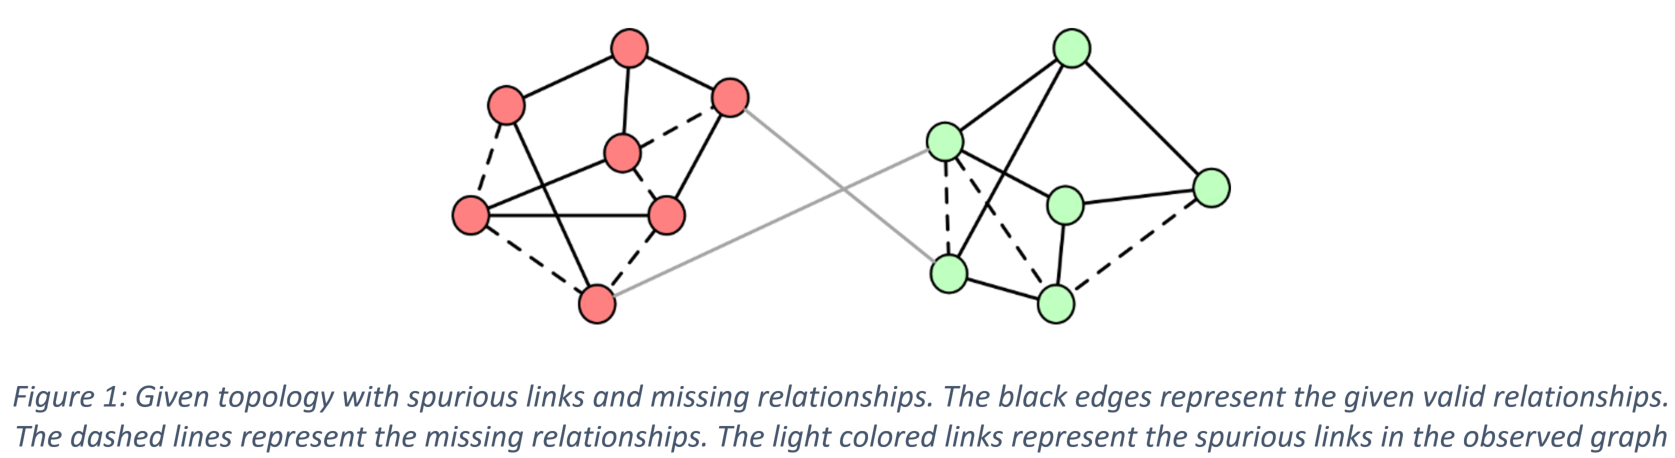 Figure 1: Given topology with spurious links and missing relationships. The black edges represent the given valid relationships.
The dashed lines represent the missing relationships. The light colored links represent the spurious links in the observed graph